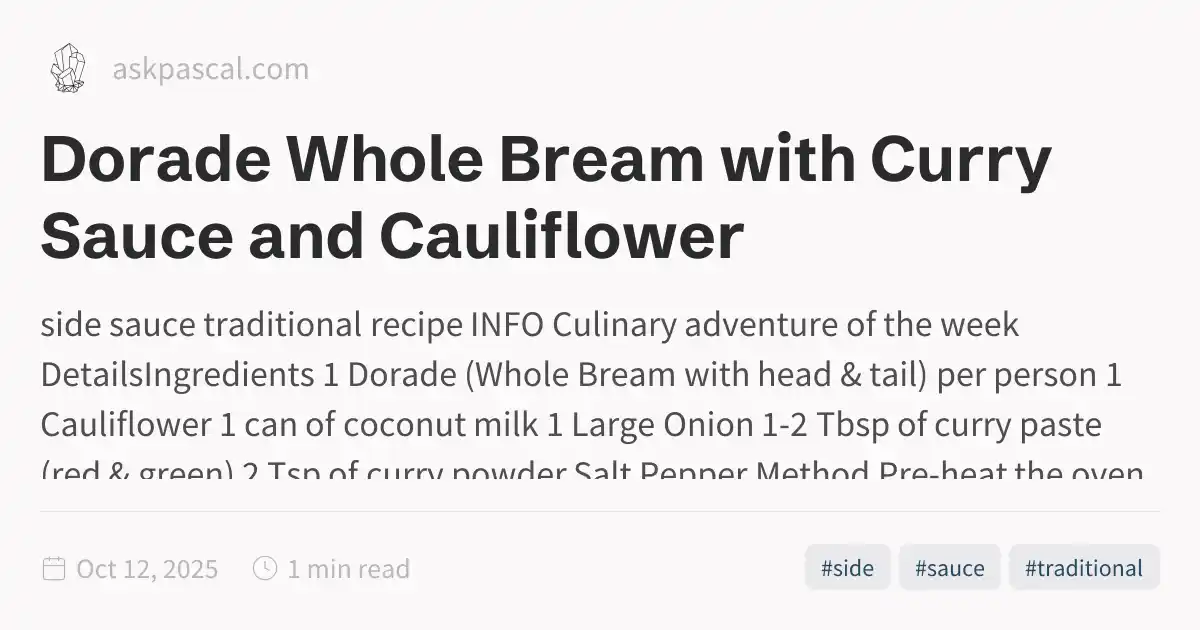 askpascal.com
Dorade Whole Bream with Curry
Sauce and Cauliflower
side sauce traditional recipe INFO Culinary adventure of the week
DetailsIngredients 1 Dorade (Whole Bream with head & tail) per person 1
Cauliflower 1 can of coconut milk 1 Large Onion 1-2 Tbsp of curry paste
(red & green) 2 Tsp of curry powder Salt Pepper Method Pre-heat the oven
Oct 12, 2025
1 min read
#side
#sauce
#traditional